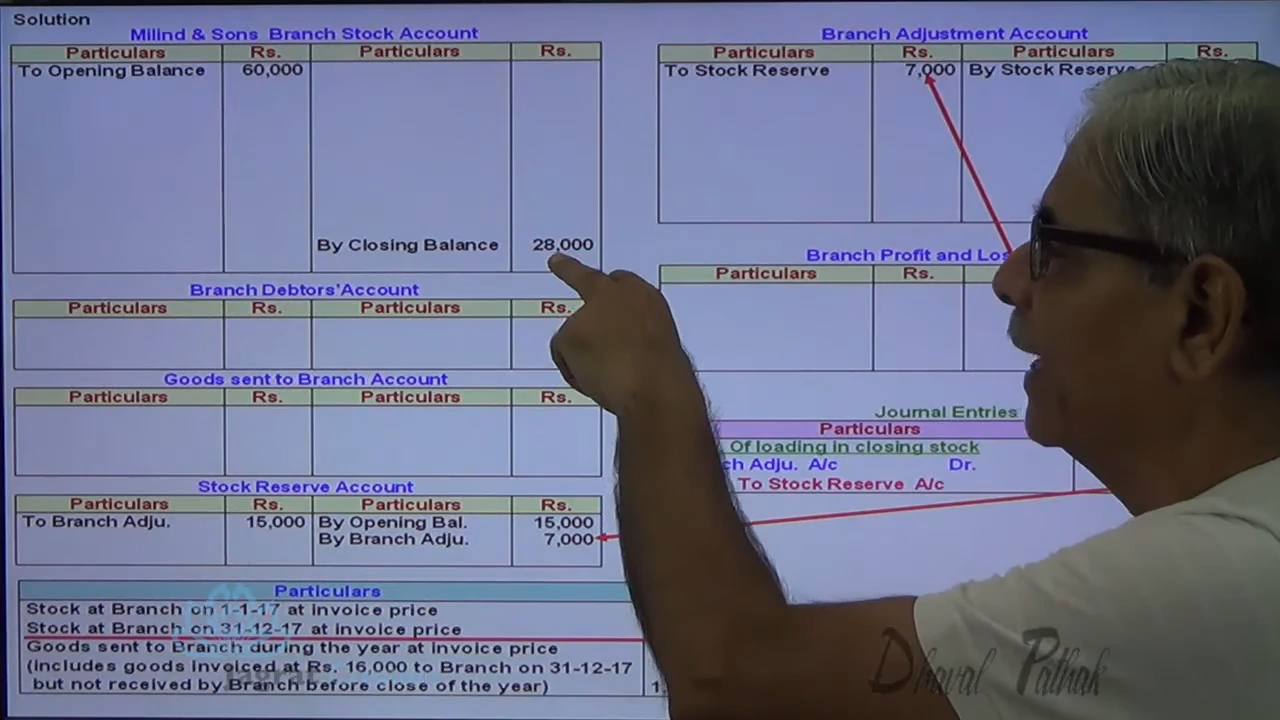 Solution
Milind & Sons Branch Stock Account
Particulars Rs. Particulars Rs.
To Opening Balance 60,000
By Closing Balance 28,000
Branch Debtors' Account
Particulars Rs. Particulars Rs.
Goods sent to Branch Account
Particulars Rs. Particulars Rs.
Stock Reserve Account
Particulars Rs. Particulars Rs.
To Branch Adju. 15,000 By Opening Bal. 15,000
By Branch Adju. 7,000
Particulars
Stock at Branch on 1-1-17 at invoice price
Stock at Branch on 31-12-17 at invoice price
Goods sent to Branch during the year at invoice price
(includes goods invoiced at Rs. 16,000 to Branch on 31-12-17
but not received by Branch before close of the year)
Branch Adjustment Account
Particulars Rs. Particulars Rs.
To Stock Reserve 7,000 By Stock Reserve
Branch Profit and
Particulars Rs.
Journal Entries
Particulars
Of loading in closing stock
Adju. A/c Dr.
To Stock Reserve A/c
jagrat
Dhaval Pathak